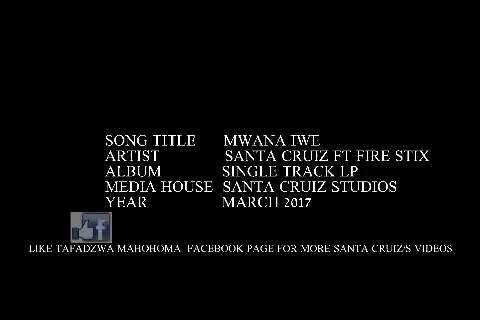 SONG TITLE MWANA IWE
ARTIST SANTA CRUIZ FT FIRE STIX
ALBUM SINGLE TRACK LP
MEDIA HOUSE SANTA CRUIZ STUDIOS
YEAR MARCH 2017
f
LIKE TAFADZWA MAHOHOMA FACEBOOK PAGE FOR MORE SANTA CRUIZ'S VIDEOS